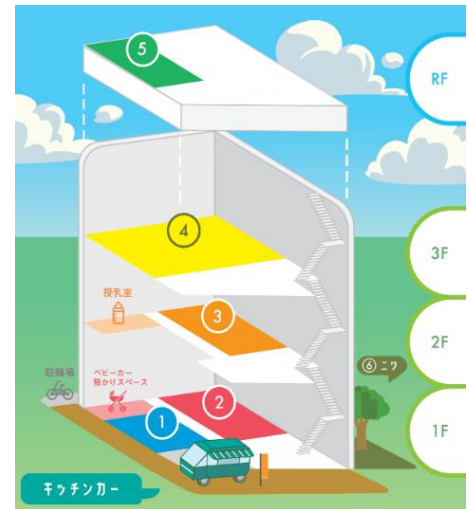 5
RF
4
3F
授乳室
3
2F
駐輪場
ベビーカー
預かりスペース
⑥ニワ
2
1
1F
キッチンカー